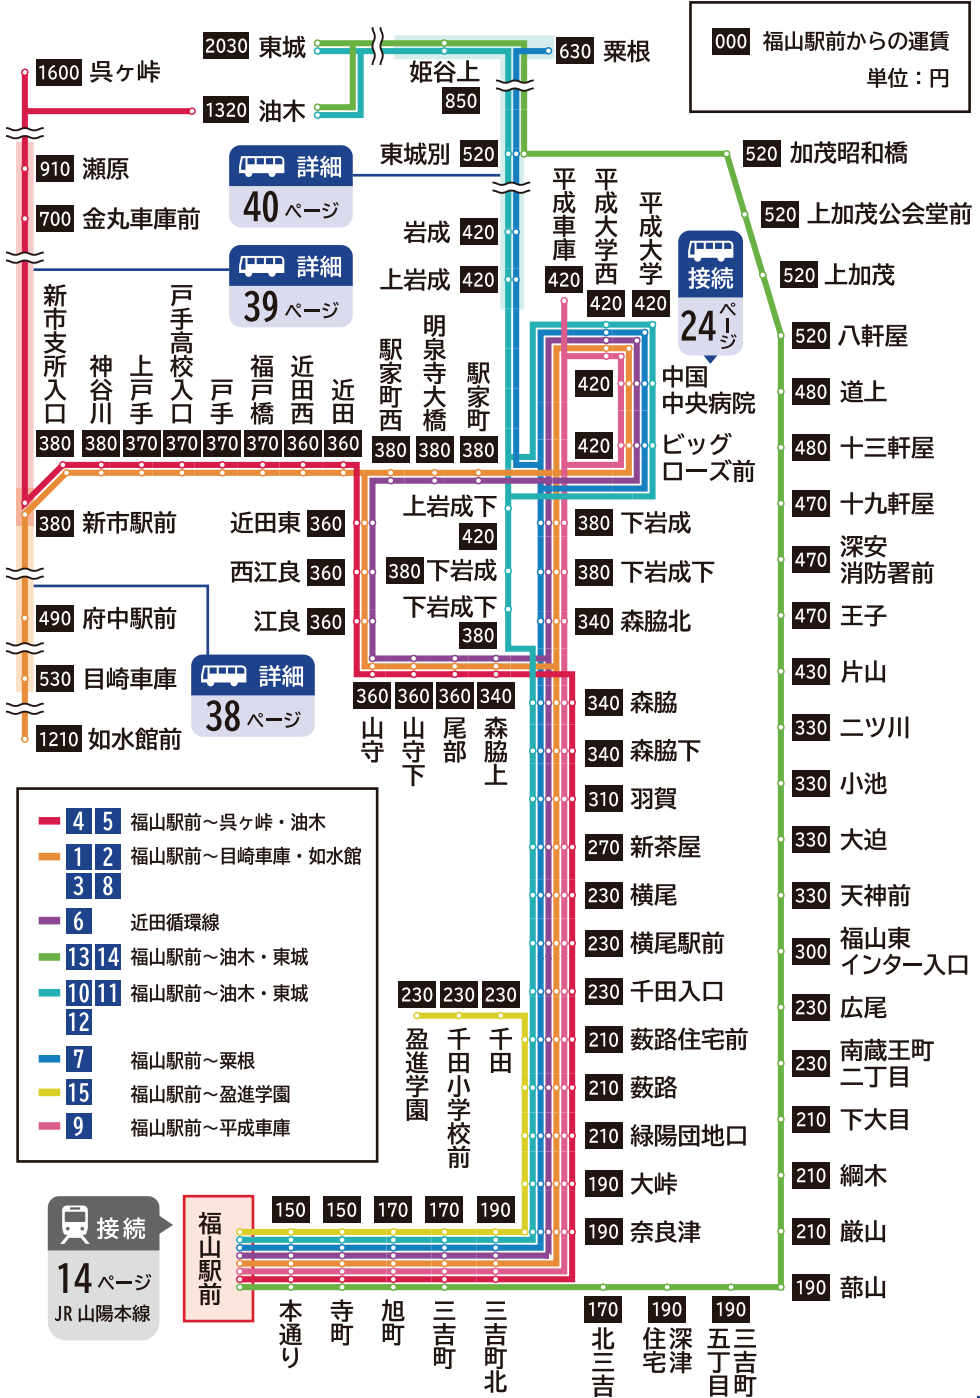 000 福山駅前からの運賃
単位：円
2030 東城
630 粟根
1600 呉ヶ峠
姫谷上
850
1320 油木
東城別 520
520 加茂昭和橋
910 瀬原
詳細
40 ページ
平成車庫
420
平成大学西
420
平成大学
420
520 上加茂公会堂前
700 金丸車庫前
岩成 420
接続
24 ページ
詳細
39 ページ
上岩成 420
520 上加茂
新市支所入口
380
神谷川
380
上戸手
370
戸手高校入口
370
戸手
370
福戸橋
370
近田西
360
近田
360
駅家町西
380
明泉寺大橋
380
駅家町
380
520 八軒屋
420 中国
中央病院
480 道上
420 ビッグ
ローズ前
480 十三軒屋
上岩成下
420
470 十九軒屋
380 新市駅前
近田東 360
380 下岩成
470 深安
消防署前
西江良 360
380 下岩成
380 下岩成下
490 府中駅前
江良 360
下岩成下
380
340 森脇北
470 王子
530 目崎車庫
詳細
38 ページ
430 片山
360
山守
360
山守下
360
尾部
340
森脇上
340 森脇
1210 如水館前
330 二ツ川
340 森脇下
330 小池
310 羽賀
4 5 福山駅前～呉ヶ峠・油木
1 2 福山駅前～目崎車庫・如水館
3 8
270 新茶屋
330 大迫
6 近田循環線
230 横尾
330 天神前
13 14 福山駅前～油木・東城
230 横尾駅前
300 福山東
インター入口
10 11 福山駅前～油木・東城
12
230
盈進学園
230
千田小学校前
230
千田
230 千田入口
230 広尾
7 福山駅前～粟根
210 薮路住宅前
230 南蔵王町
二丁目
15 福山駅前～盈進学園
210 薮路
9 福山駅前～平成車庫
210 緑陽団地口
210 下大目
190 大峠
210 綱木
接続
14 ページ
JR 山陽本線
福山駅前
150
本通り
150
寺町
170
旭町
170
三吉町
190
三吉町北
190 奈良津
210 厳山
190 蔀山
170
北三吉
190
深津
住宅
190
三吉町
五丁目